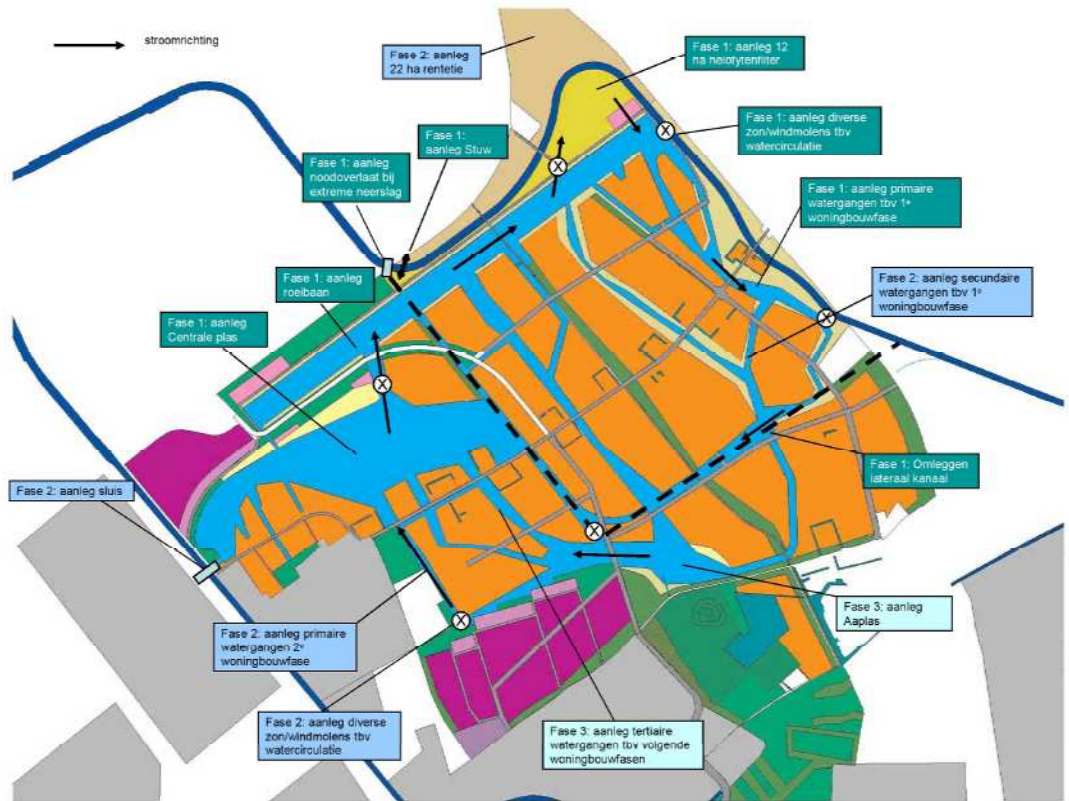 stroomrichting
Fase 2: aanleg
22 ha rentetie
Fase 1: aanleg 12
ha helofytenfilter
Fase 1:
aanleg Stuw
Fase 1: aanleg diverse
zon/windmolens tbv
watercirculatie
Fase 1: aanleg
noodoverlaat bij
extreme neerslag
Fase 1: aanleg primaire
watergangen tbv 1e
woningbouwfase
Fase 1: aanleg
roeibaan
Fase 2: aanleg secundaire
watergangen tbv 1e
woningbouwfase
Fase 1: aanleg
Centrale plas
Fase 1: Omleggen
lateraal kanaal
Fase 2: aanleg sluis
Fase 3: aanleg
Aaplas
Fase 2: aanleg primaire
watergangen 2e
woningbouwfase
Fase 2: aanleg diverse
zon/windmolens tbv
watercirculatie
Fase 3: aanleg tertiaire
watergangen tbv volgende
woningbouwfasen
X
X
X
X
X
X